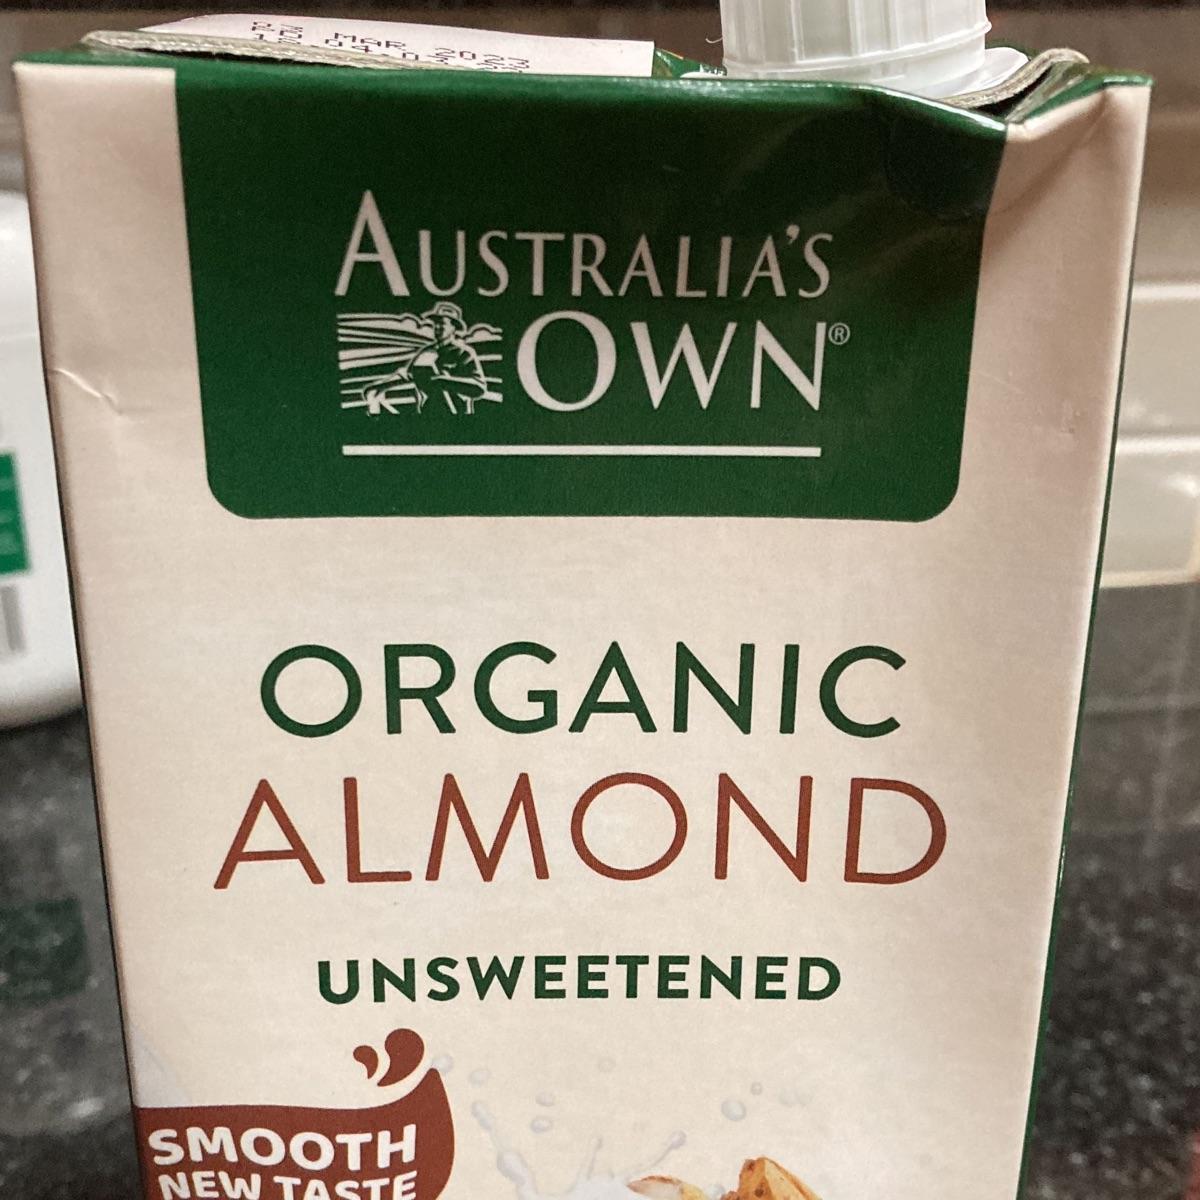 AUSTRALIA'S
OWN®
ORGANIC
ALMOND
UNSWEETENED
SMOOTH
NEW TASTE